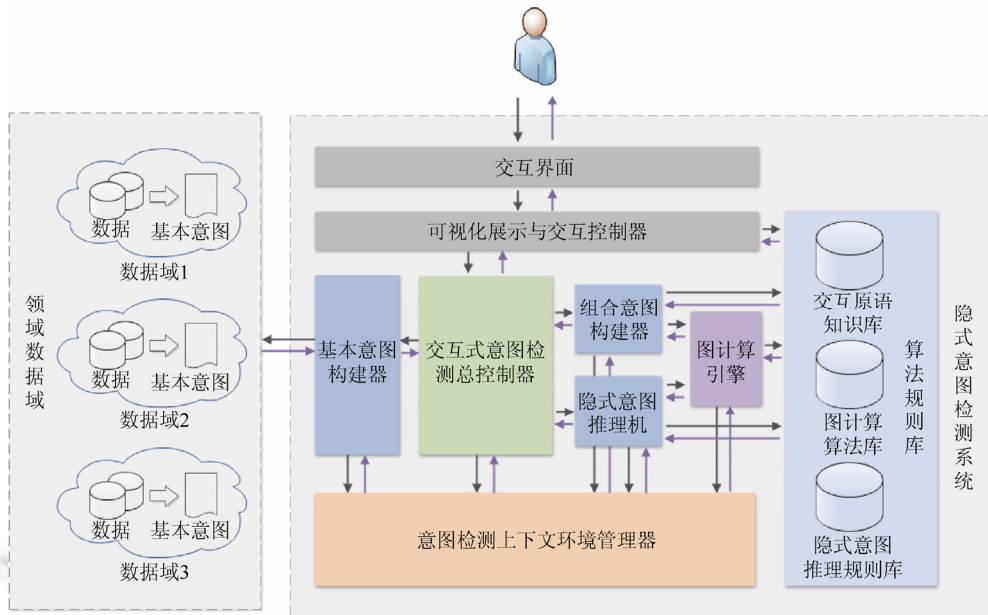 领域数据域
数据
基本意图
数据域1
数据
基本意图
数据域2
数据
基本意图
数据域3
交互界面
可视化展示与交互控制器
基本意图
构建器
交互式意图检
测总控制器
组合意图
构建器
隐式意图
推理机
图计算
引擎
意图检测上下文环境管理器
交互原语
知识库
图计算
算法库
隐式意图
推理规则库
算法规则库
隐式意图检测系统